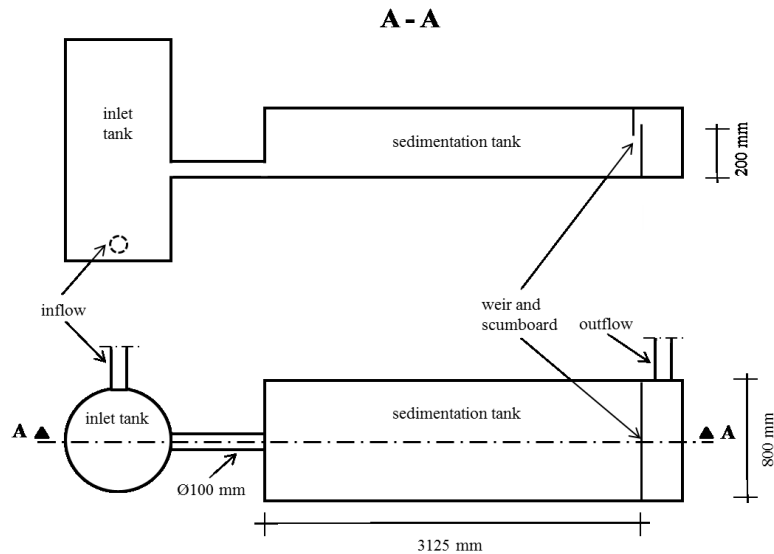 A - A
inlet
tank
sedimentation tank
200 mm
inflow
weir and
scumboard
outflow
inlet tank
sedimentation tank
A
A
Ø100 mm
800 mm
3125 mm